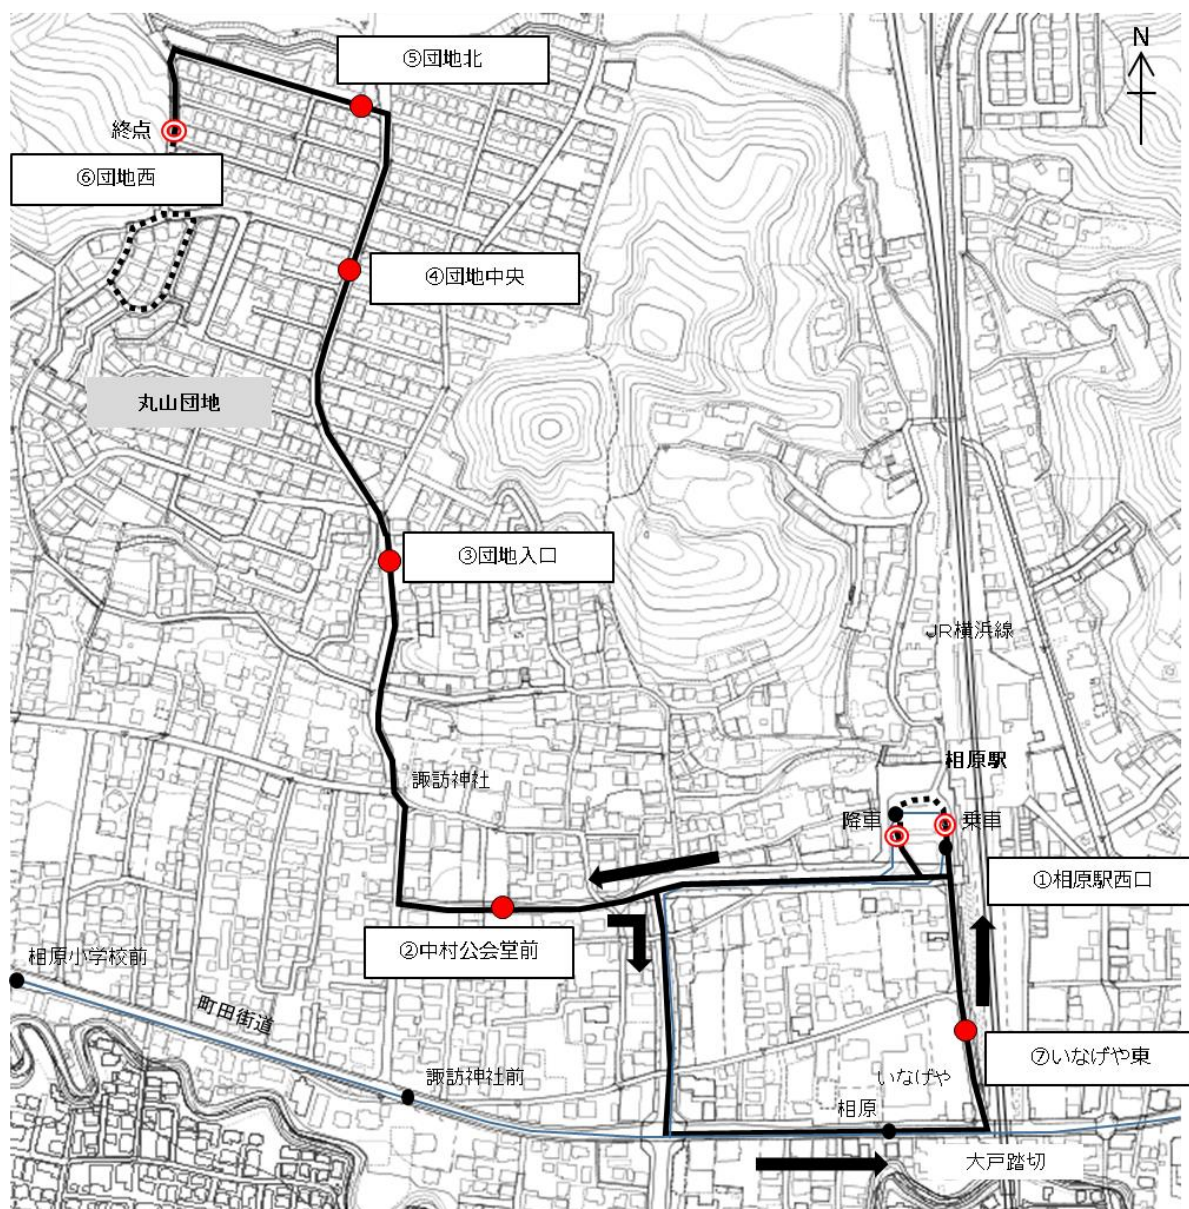 ⑤団地北
N
終点
⑥団地西
④団地中央
丸山団地
③団地入口
JR横浜線
相原駅
諏訪神社
降車
乗車
①相原駅西口
②中村公会堂前
相原小学校前
町田街道
⑦いなげや東
いなげや
諏訪神社前
相原
大戸踏切